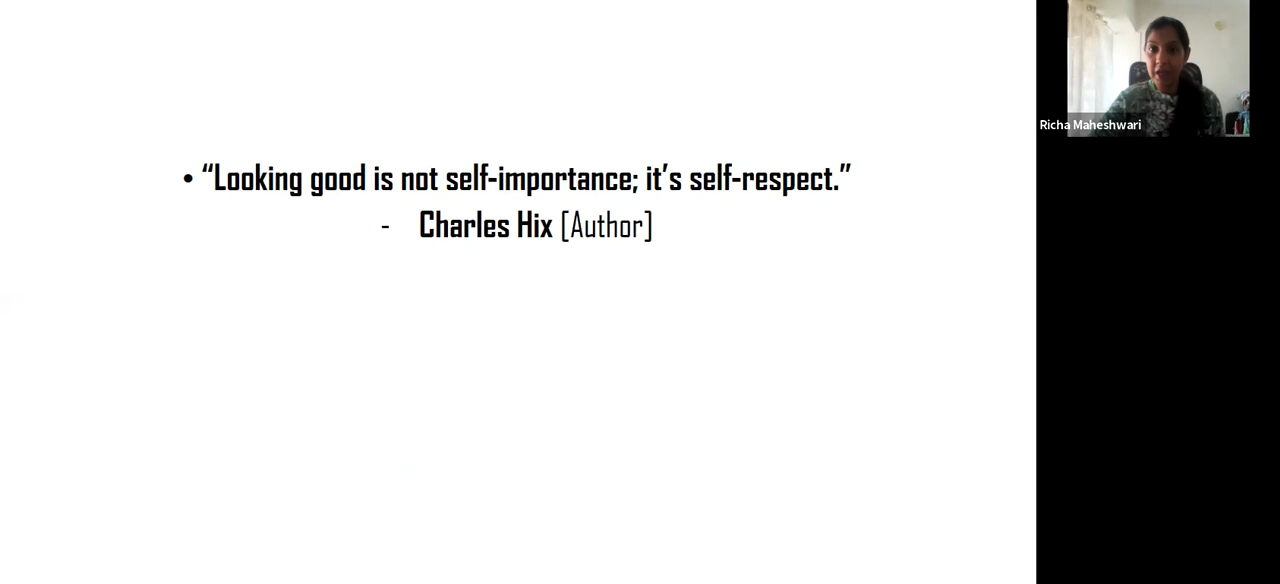 • “Looking good is not self-importance; it’s self-respect.”
- Charles Hix [Author]
Richa Maheshwari